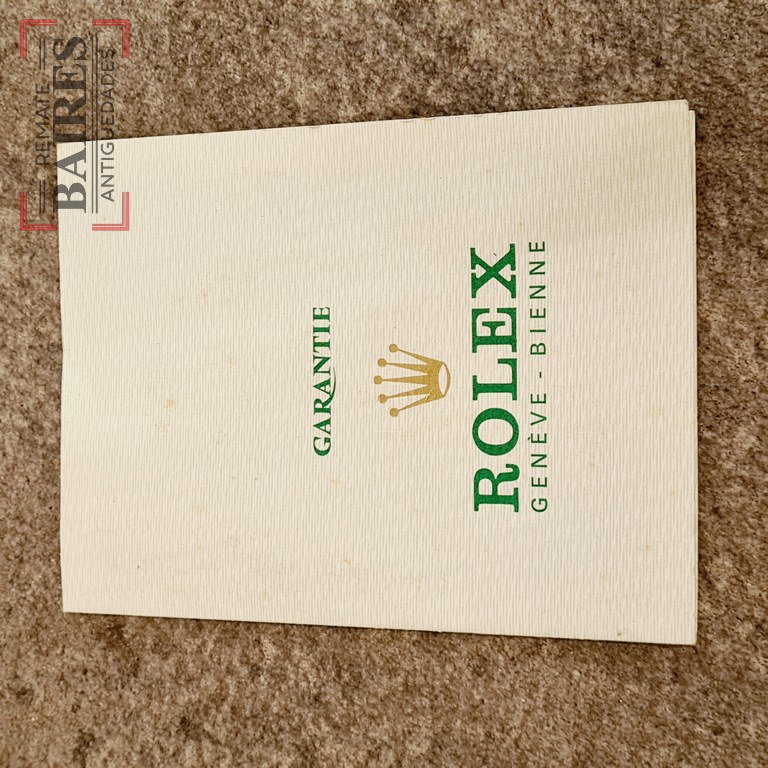 REMATE
BAIRES
ANTIGUEDADES
GARANTIE
ROLEX
GENÈVE - BIENNE